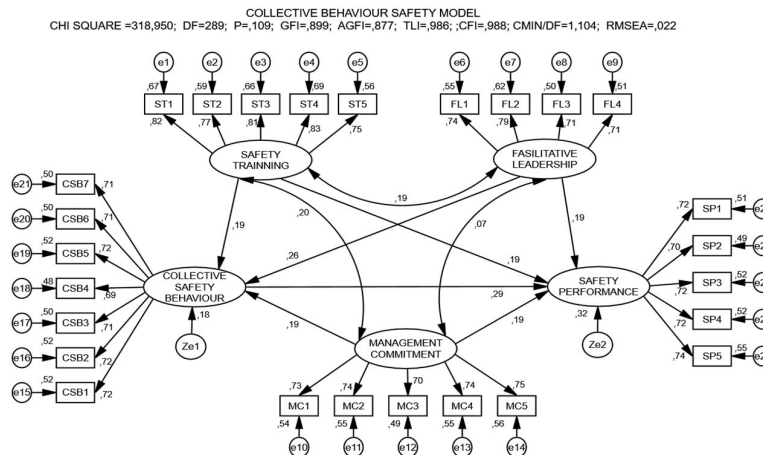 COLLECTIVE BEHAVIOUR SAFETY MODEL
CHI SQUARE =318,950; DF=289; P=,109; GFI=,899; AGFI=,877; TLI=,986; ;CFI=,988; CMIN/DF=1,104; RMSEA=,022
e1 e2 e3 e4 e5 e6 e7 e8 e9
,67 ,59 ,66 ,69 ,56 ,55 ,62 ,50 ,51
ST1 ST2 ST3 ST4 ST5 FL1 FL2 FL3 FL4
,82 ,77 ,81 ,83 ,75 ,74 ,79 ,71 ,71
SAFETY
TRAINNING
FASILITATIVE
LEADERSHIP
,19
,20
,07
,19
,26
,19
,19
e21 ,50 CSB7 ,71
e20 ,50 CSB6 ,71
e19 ,52 CSB5 ,72
e18 ,48 CSB4 ,69
e17 ,50 CSB3 ,71
e16 ,52 CSB2 ,72
e15 ,52 CSB1 ,72
COLLECTIVE
SAFETY
BEHAVIOUR
,18
Ze1
,29
SAFETY
PERFORMANCE
,32
Ze2
,72 SP1 ,51
,70 SP2 ,49
,72 SP3 ,52
,72 SP4 ,52
,74 SP5 ,55
,19
,19
MANAGEMENT
COMMITMENT
,73 ,74 ,70 ,74 ,75
MC1 MC2 MC3 MC4 MC5
,54 ,55 ,49 ,55 ,56
e10 e11 e12 e13 e14